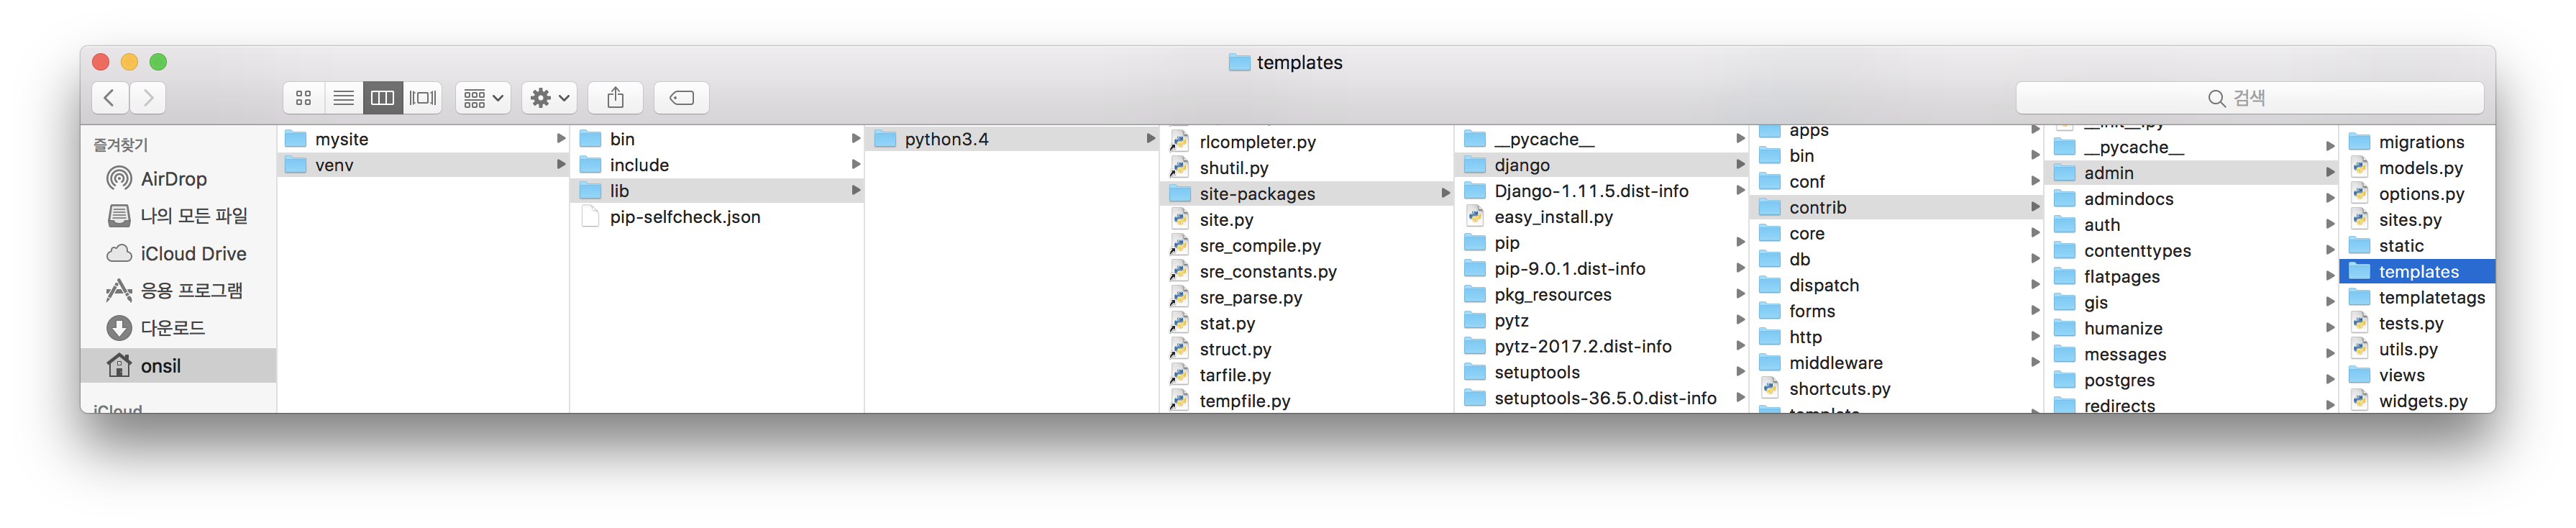 templates
검색
즐겨찾기
AirDrop
나의 모든 파일
iCloud Drive
응용 프로그램
다운로드
onsil
iCloud
mysite
venv
bin
include
lib
pip-selfcheck.json
python3.4
rlcompleter.py
shutil.py
site-packages
site.py
sre_compile.py
sre_constants.py
sre_parse.py
stat.py
struct.py
tarfile.py
tempfile.py
__pycache__
django
Django-1.11.5.dist-info
easy_install.py
pip
pip-9.0.1.dist-info
pkg_resources
pytz
pytz-2017.2.dist-info
setuptools
setuptools-36.5.0.dist-info
apps
bin
conf
contrib
core
db
dispatch
forms
http
middleware
shortcuts.py
template
__init__.py
__pycache__
admin
admindocs
auth
contenttypes
flatpages
gis
humanize
messages
postgres
redirects
migrations
models.py
options.py
sites.py
static
templates
templatetags
tests.py
utils.py
views
widgets.py